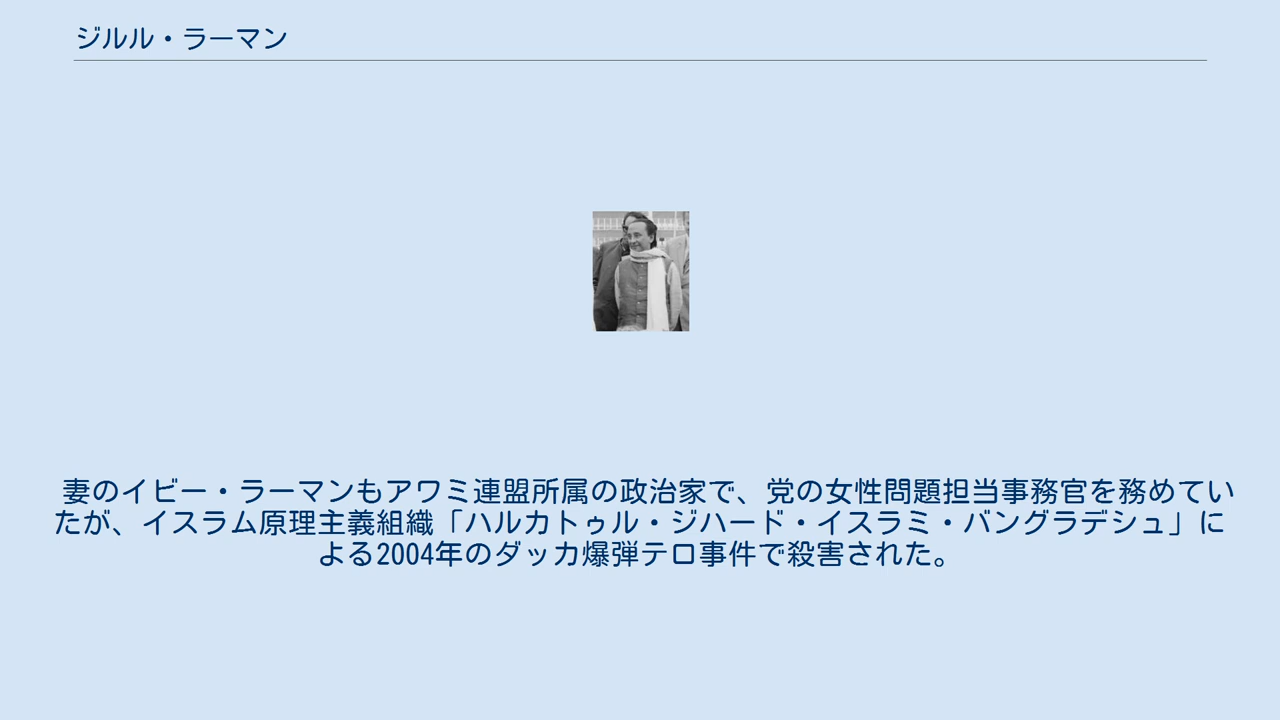 ジルル・ラーマン
妻のイビー・ラーマンもアワミ連盟所属の政治家で、党の女性問題担当事務官を務めてい
たが、イスラム原理主義組織「ハルカトゥル・ジハード・イスラミ・バングラデシュ」に
よる2004年のダッカ爆弾テロ事件で殺害された。